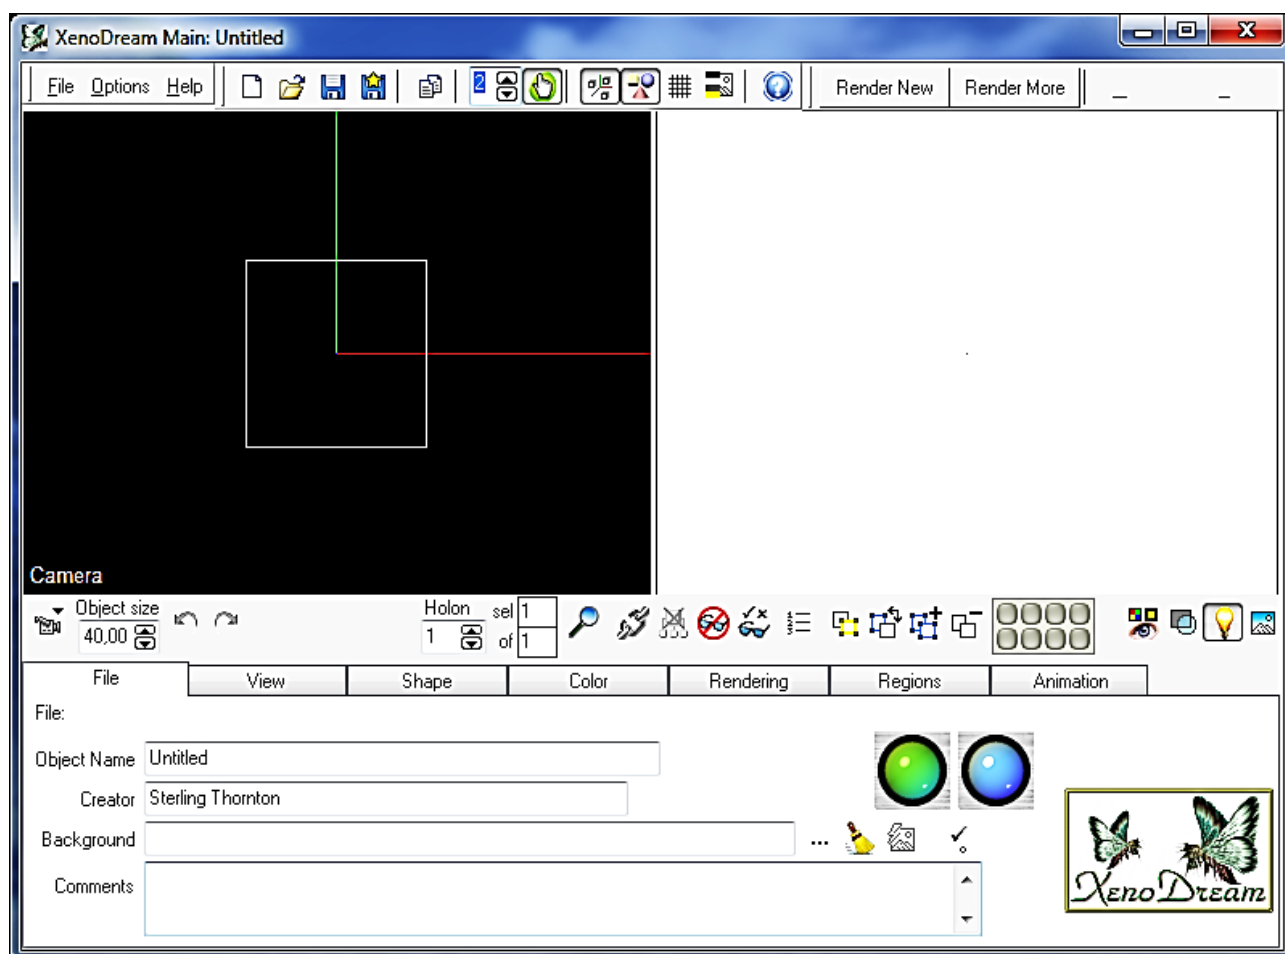 XenoDream Main: Untitled
File Options Help 2 Render New Render More
Camera
Object size Holon sel 1
40,00 1 of 1
File View Shape Color Rendering Regions Animation
File:
Object Name Untitled
Creator Sterling Thornton
Background ...
Comments
XenoDream